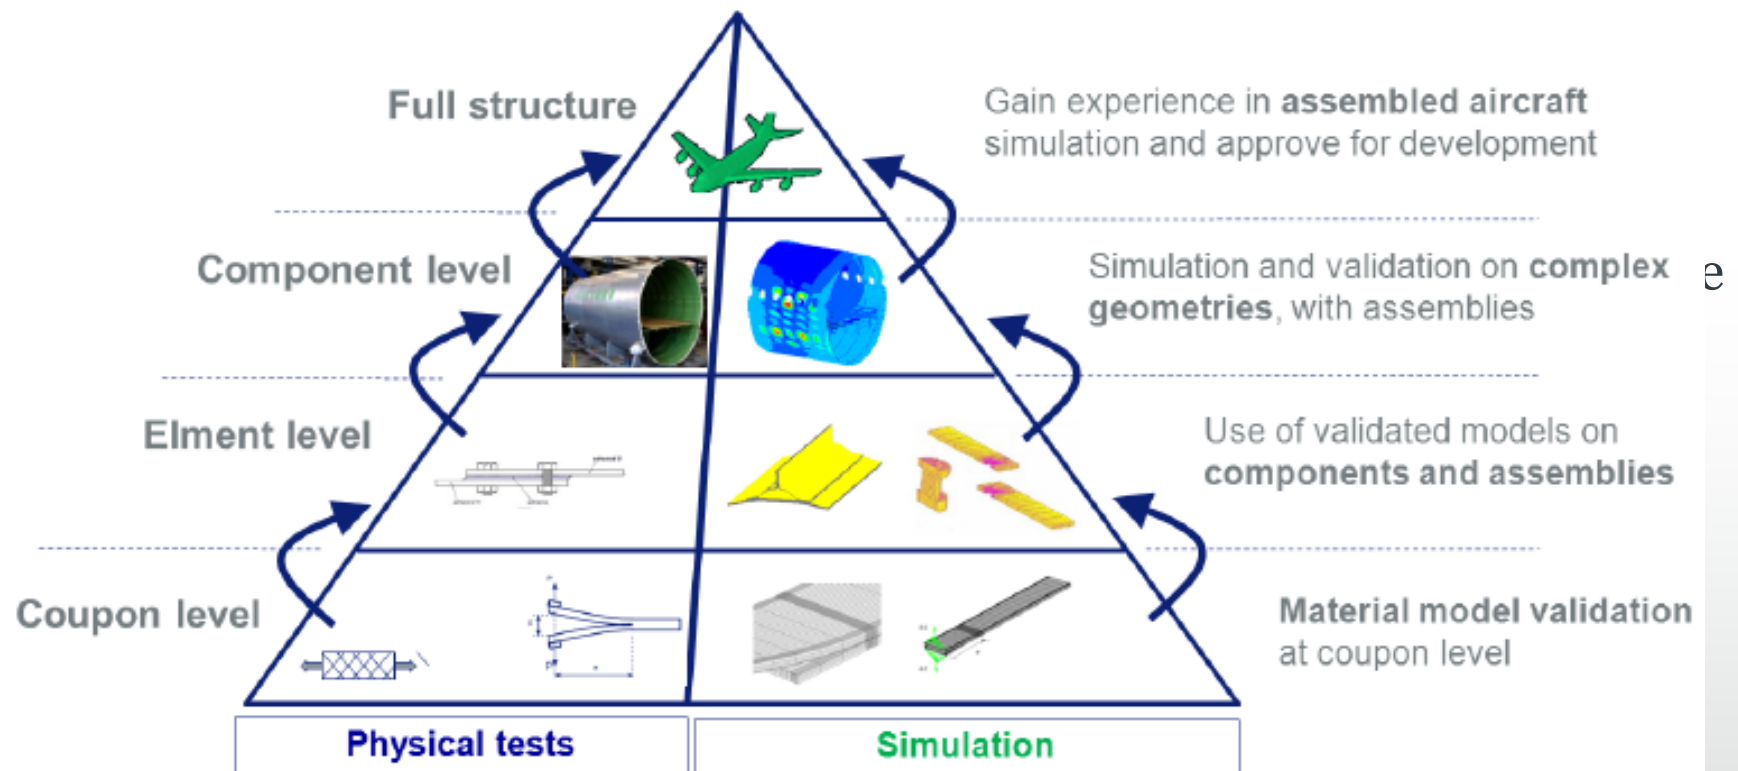 Full structure
Gain experience in assembled aircraft
simulation and approve for development
Component level
Simulation and validation on complex
geometries, with assemblies
e
Elment level
Use of validated models on
components and assemblies
Coupon level
Material model validation
at coupon level
Physical tests
Simulation